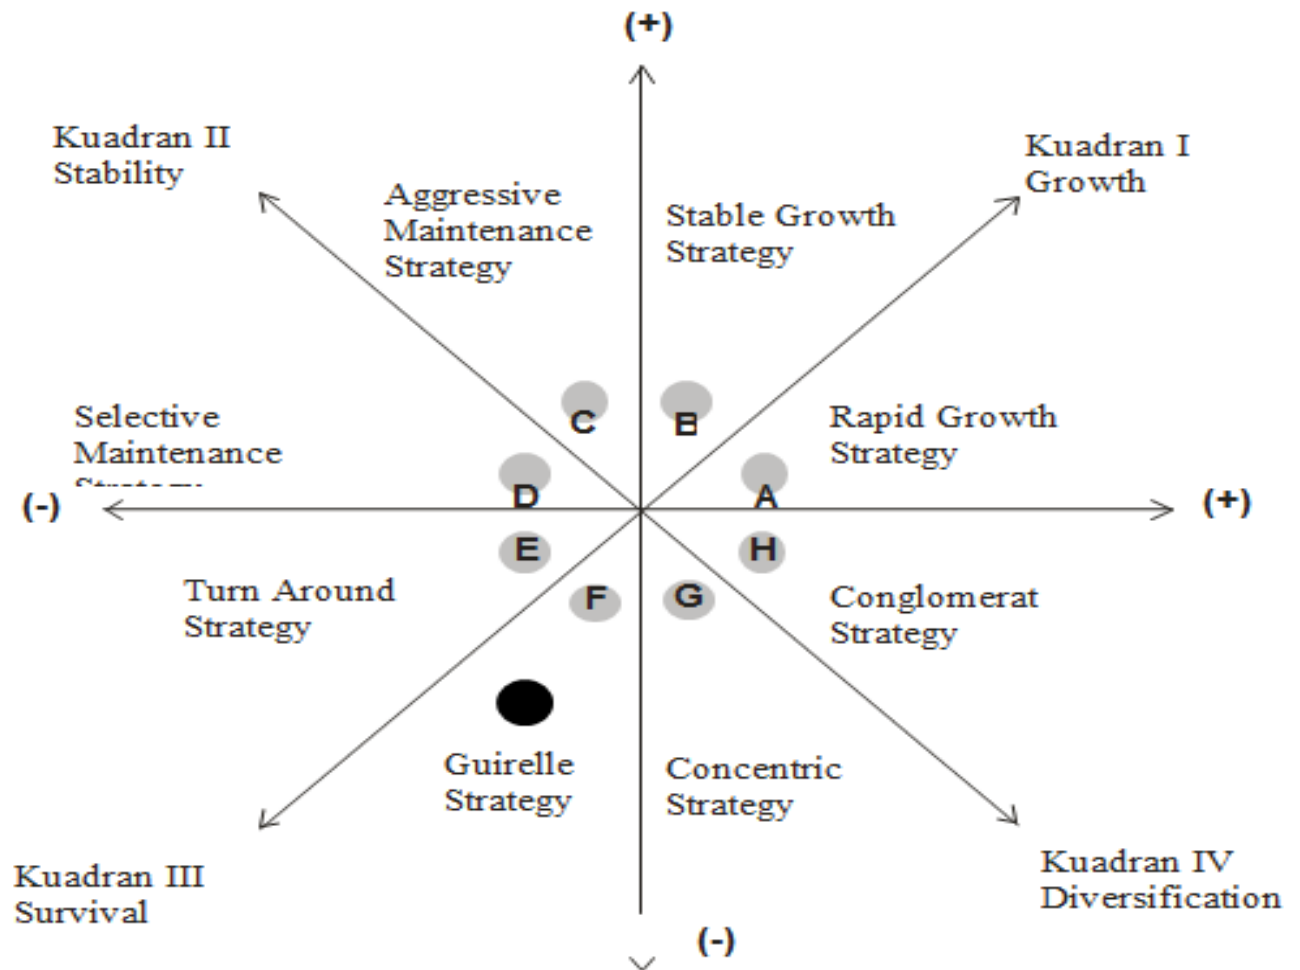 (+)
Kuadran II
Stability
Kuadran I
Growth
Aggressive
Maintenance
Strategy
Stable Growth
Strategy
C
B
Selective
Maintenance
Rapid Growth
Strategy
D
A
(-)
(+)
E
H
F
G
Turn Around
Strategy
Conglomerat
Strategy
Guirelle
Strategy
Concentric
Strategy
Kuadran III
Survival
Kuadran IV
Diversification
(-)